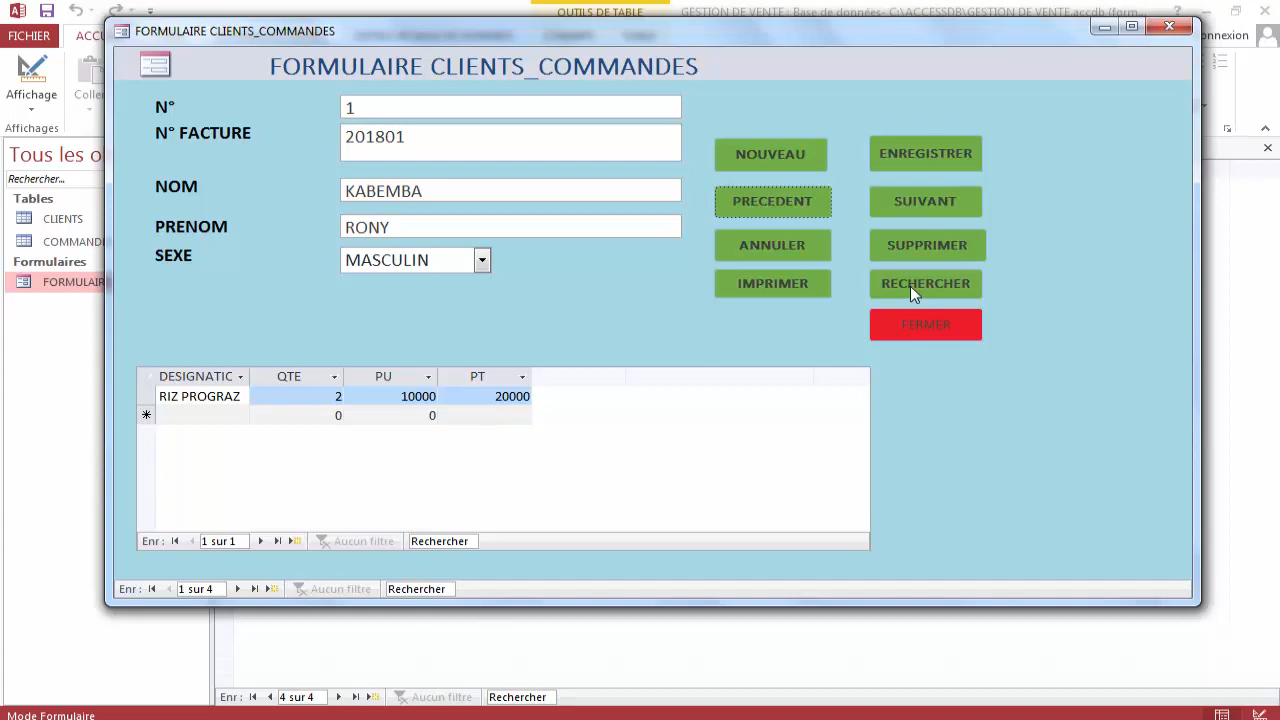 OUTILS DE TABLE
GESTION DE VENTE : Base de données- C:\ACCESSDB\GESTION DE VENTE.accdb (form...
FICHIER
ACCU
onnexion
FORMULAIRE CLIENTS_COMMANDES
Affichage
Coller
Affichages
FORMULAIRE CLIENTS_COMMANDES
N°
1
N° FACTURE
201801
NOM
KABEMBA
PRENOM
RONY
SEXE
MASCULIN
NOUVEAU
ENREGISTRER
PRECEDENT
SUIVANT
ANNULER
SUPPRIMER
IMPRIMER
RECHERCHER
FERMER
Tous les o
Rechercher...
Tables
CLIENTS
COMMAND
Formulaires
FORMULAIR
DESIGNATIC
QTE
PU
PT
RIZ PROGRAZ
2
10000
20000
0
0
Enr :
1 sur 1
Aucun filtre
Rechercher
Enr :
1 sur 4
Aucun filtre
Rechercher
Enr :
4 sur 4
Aucun filtre
Rechercher
Mode Formulaire